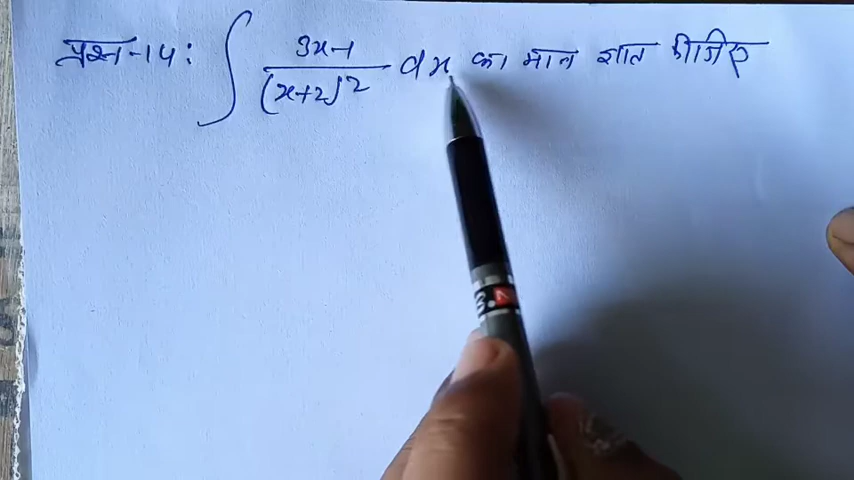 प्रश्न-14: ∫ 3x-1/(x+2)² dx का मान ज्ञात कीजिए